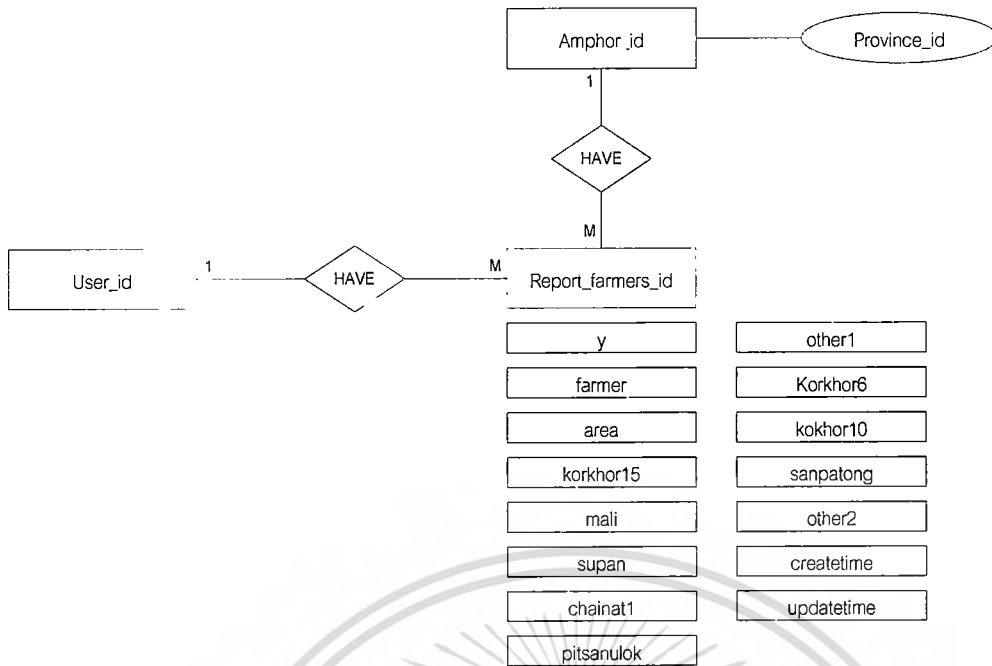 Amphor_id
Province_id
1
HAVE
M
User_id
1
HAVE
M
Report_farmers_id
y
other1
farmer
Korkhor6
area
kokhor10
korkhor15
sanpatong
mali
other2
supan
createtime
chainat1
updatetime
pitsanulok